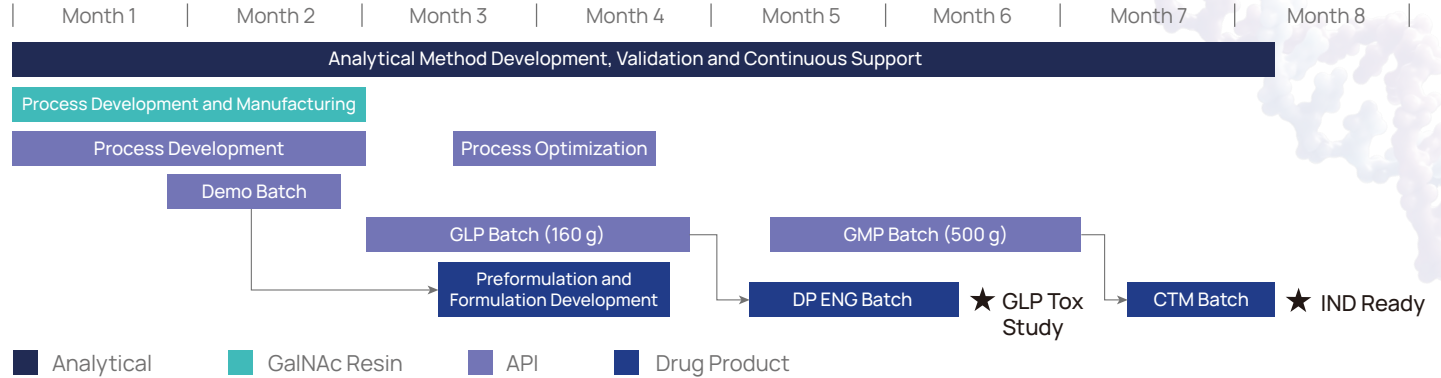 Month 1 Month 2 Month 3 Month 4 Month 5 Month 6 Month 7 Month 8
Analytical Method Development, Validation and Continuous Support
Process Development and Manufacturing
Process Development
Process Optimization
Demo Batch
GLP Batch (160 g)
GMP Batch (500 g)
Preformulation and
Formulation Development
DP ENG Batch
GLP Tox
Study
CTM Batch
IND Ready
Analytical
GalNAc Resin
API
Drug Product